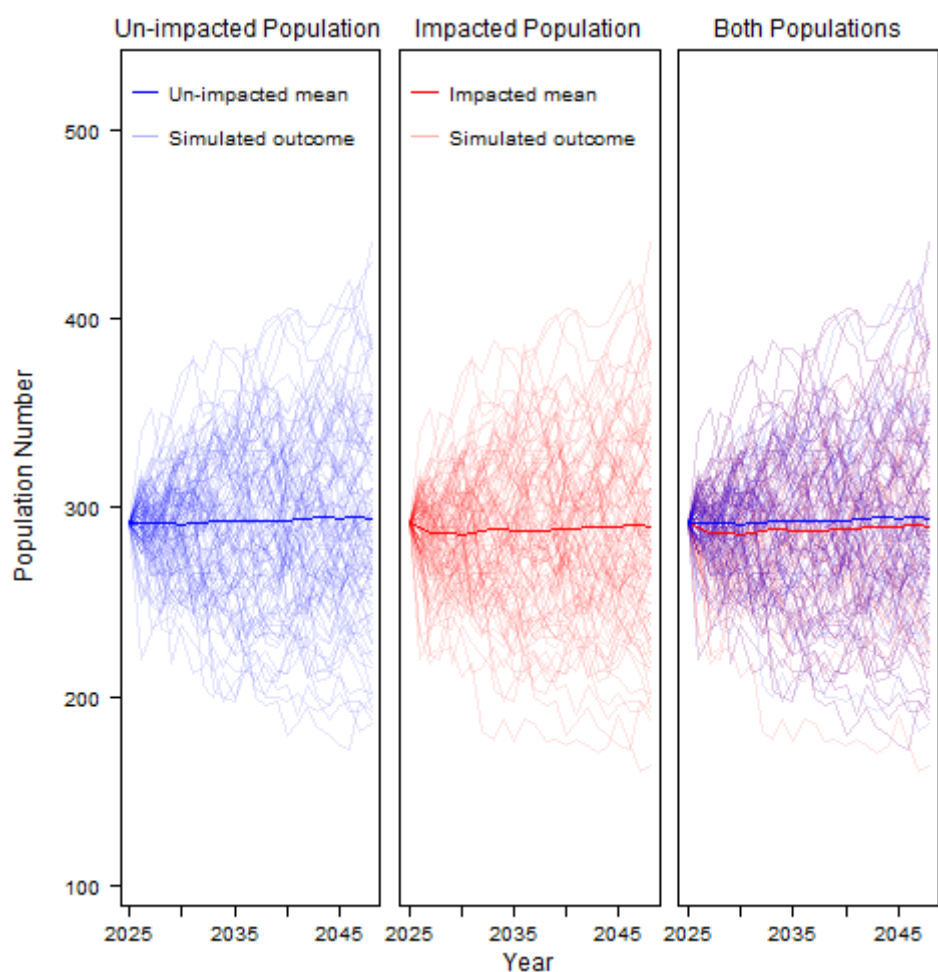 Un-impacted Population
Impacted Population
Both Populations
Un-impacted mean
Simulated outcome
Impacted mean
Simulated outcome
Population Number
500
400
300
200
100
2025
2035
2045
2025
2035
2045
2025
2035
2045
Year